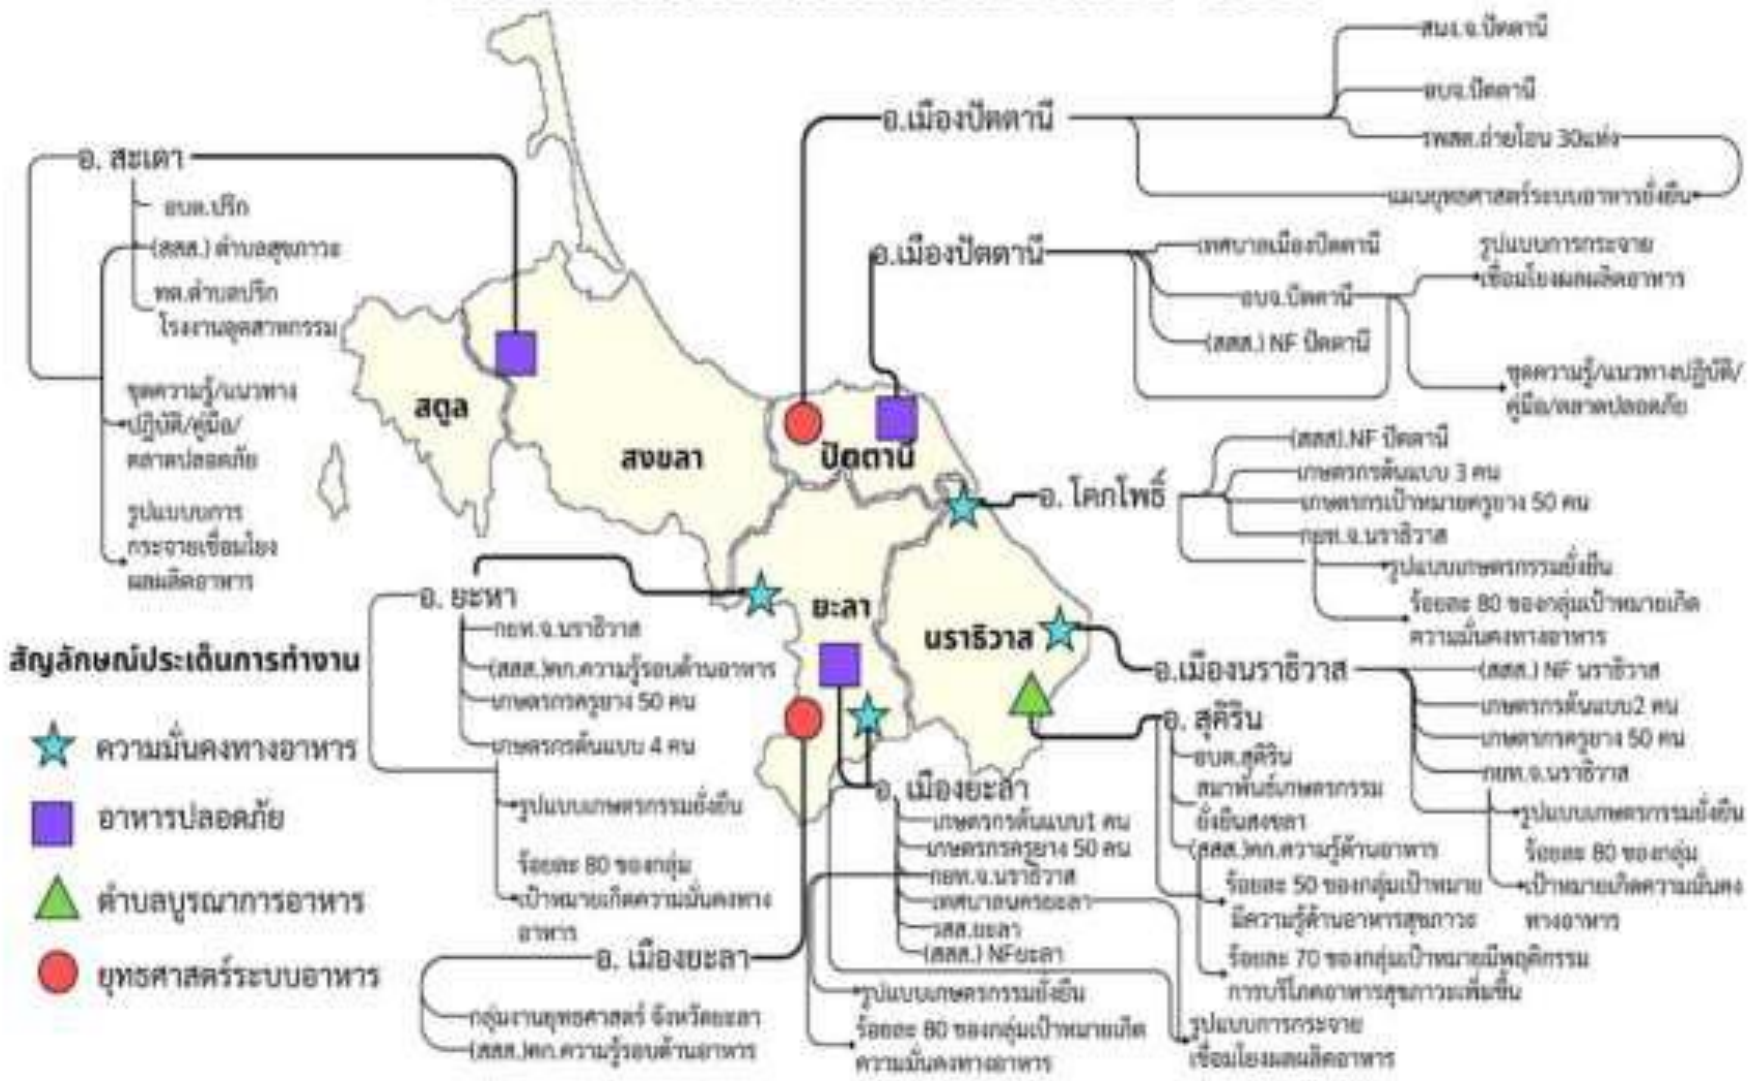 อ. สะเดา
อบต.ปริก
(สสส.) ตำบลสุขภาวะ
ทต.ตำบลปริก
โรงงานอุตสาหกรรม
ชุดความรู้/แนวทาง
ปฏิบัติ/คู่มือ/
ตลาดปลอดภัย
รูปแบบการ
กระจายเชื่อมโยง
ผลผลิตอาหาร
อ.เมืองปัตตานี
สนง.จ.ปัตตานี
อบจ.ปัตตานี
รพสต.ถ่ายโอน 30แห่ง
แผนยุทธศาสตร์ระบบอาหารยั่งยืน
อ.เมืองปัตตานี
เทศบาลเมืองปัตตานี
อบจ.ปัตตานี
(สสส.) NF ปัตตานี
รูปแบบการกระจาย
เชื่อมโยงผลผลิตอาหาร
ชุดความรู้/แนวทางปฏิบัติ/
คู่มือ/ตลาดปลอดภัย
สตูล
สงขลา
ปัตตานี
ยะลา
นราธิวาส
อ. โคกโพธิ์
(สสส).NF ปัตตานี
เกษตรกรต้นแบบ 3 คน
เกษตรกรเป้าหมายครูยาง 50 คน
กยท.จ.นราธิวาส
รูปแบบเกษตรกรรมยั่งยืน
ร้อยละ 80 ของกลุ่มเป้าหมายเกิด
ความมั่นคงทางอาหาร
อ. ยะหา
กยท.จ.นราธิวาส
(สสส.)คก.ความรู้รอบด้านอาหาร
เกษตรกรครูยาง 50 คน
เกษตรกรต้นแบบ 4 คน
รูปแบบเกษตรกรรมยั่งยืน
ร้อยละ 80 ของกลุ่ม
เป้าหมายเกิดความมั่นคงทาง
อาหาร
สัญลักษณ์ประเด็นการทำงาน
ความมั่นคงทางอาหาร
อาหารปลอดภัย
ตำบลบูรณาการอาหาร
ยุทธศาสตร์ระบบอาหาร
อ.เมืองนราธิวาส
(สสส.) NF นราธิวาส
เกษตรกรต้นแบบ2 คน
เกษตรกรครูยาง 50 คน
กยท.จ.นราธิวาส
รูปแบบเกษตรกรรมยั่งยืน
ร้อยละ 80 ของกลุ่ม
เป้าหมายเกิดความมั่นคง
ทางอาหาร
อ. สุคิริน
อบต.สุคิริน
สมาพันธ์เกษตรกรรม
ยั่งยืนสงขลา
(สสส.)คก.ความรู้ด้านอาหาร
ร้อยละ 50 ของกลุ่มเป้าหมาย
มีความรู้ด้านอาหารสุขภาวะ
ร้อยละ 70 ของกลุ่มเป้าหมายมีพฤติกรรม
การบริโภคอาหารสุขภาวะเพิ่มขึ้น
อ. เมืองยะลา
เกษตรกรต้นแบบ1 คน
เกษตรกรครูยาง 50 คน
กยท.จ.นราธิวาส
เทศบาลนครยะลา
วสส.ยะลา
(สสส.) NFยะลา
รูปแบบเกษตรกรรมยั่งยืน
ร้อยละ 80 ของกลุ่มเป้าหมายเกิด
ความมั่นคงทางอาหาร
รูปแบบการกระจาย
เชื่อมโยงผลผลิตอาหาร
อ. เมืองยะลา
กลุ่มงานยุทธศาสตร์ จังหวัดยะลา
(สสส.)คก.ความรู้รอบด้านอาหาร